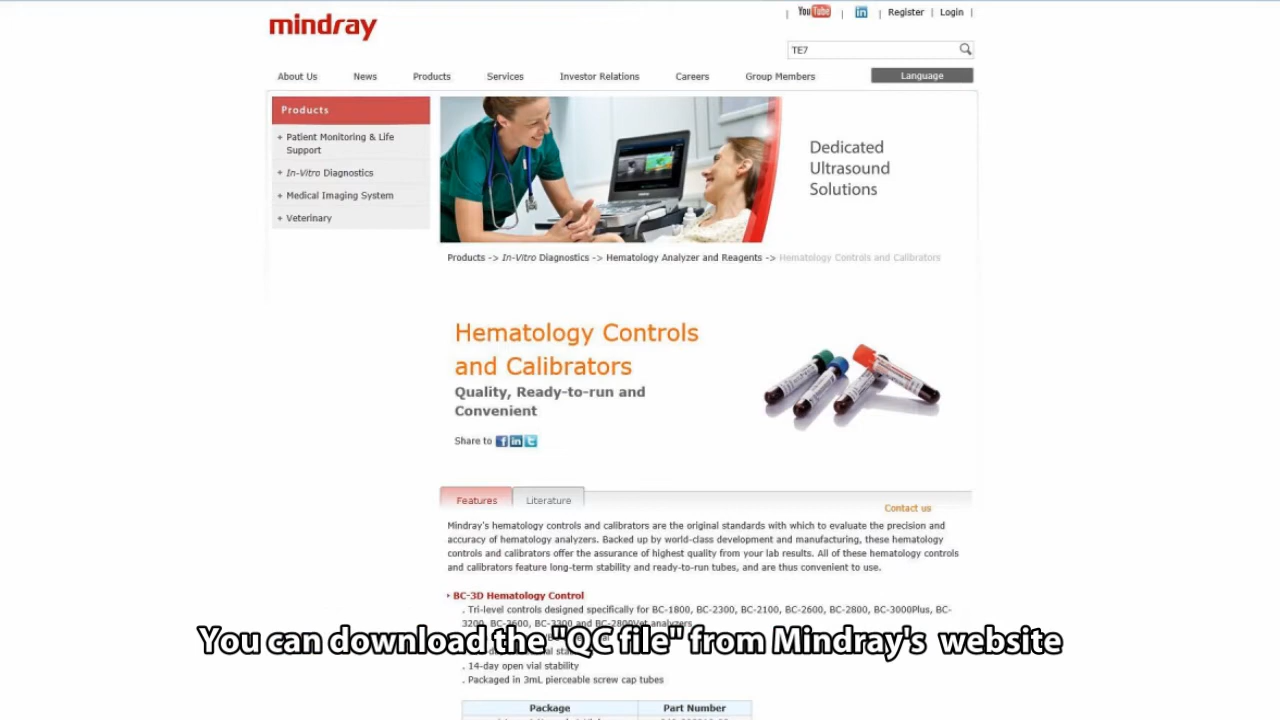 mindray
You Tube
in
Register
Login
TE7
About Us
News
Products
Services
Investor Relations
Careers
Group Members
Language
Products
+ Patient Monitoring & Life
Support
+ In-Vitro Diagnostics
+ Medical Imaging System
+ Veterinary
Dedicated
Ultrasound
Solutions
Products -> In-Vitro Diagnostics -> Hematology Analyzer and Reagents -> Hematology Controls and Calibrators
Hematology Controls
and Calibrators
Quality, Ready-to-run and
Convenient
Share to
Features
Literature
Contact us
Mindray's hematology controls and calibrators are the original standards with which to evaluate the precision and
accuracy of hematology analyzers. Backed up by world-class development and manufacturing, these hematology
controls and calibrators offer the assurance of highest quality from your lab results. All of these hematology controls
and calibrators feature long-term stability and ready-to-run tubes, and are thus convenient to use.
BC-3D Hematology Control
. Tri-level controls designed specifically for BC-1800, BC-2300, BC-2100, BC-2600, BC-2800, BC-3000Plus, BC-
3200, BC-3600, BC-3300 and BC-2800Vet analyzers
You can download the "QC file" from Mindray's website
. 14-day open vial stability
. Packaged in 3mL pierceable screw cap tubes
Package
Part Number